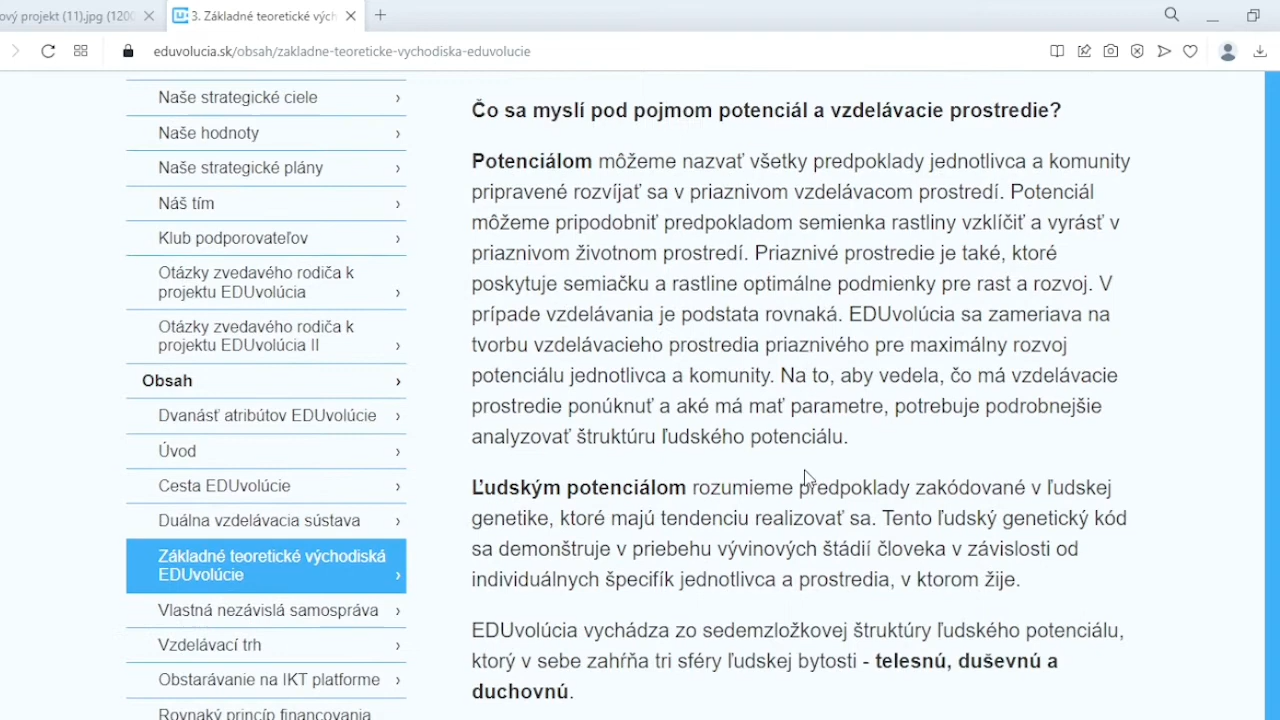 ový projekt (11).jpg (1200
3. Základné teoretické vých
eduvolucia.sk/obsah/zakladne-teoreticke-vychodiska-eduvolucie
Naše strategické ciele
Naše hodnoty
Naše strategické plány
Náš tím
Klub podporovateľov
Otázky zvedavého rodiča k
projektu EDUvolúcia
Otázky zvedavého rodiča k
projektu EDUvolúcia II
Obsah
Dvanásť atribútov EDUvolúcie
Úvod
Cesta EDUvolúcie
Duálna vzdelávacia sústava
Základné teoretické východiská
EDUvolúcie
Vlastná nezávislá samospráva
Vzdelávací trh
Obstarávanie na IKT platforme
Rovnaký princíp financovania
Čo sa myslí pod pojmom potenciál a vzdelávacie prostredie?
Potenciálom môžeme nazvať všetky predpoklady jednotlivca a komunity
pripravené rozvíjať sa v priaznivom vzdelávacom prostredí. Potenciál
môžeme pripodobniť predpokladom semienka rastliny vzklíčiť a vyrásť v
priaznivom životnom prostredí. Priaznivé prostredie je také, ktoré
poskytuje semiačku a rastline optimálne podmienky pre rast a rozvoj. V
prípade vzdelávania je podstata rovnaká. EDUvolúcia sa zameriava na
tvorbu vzdelávacieho prostredia priaznivého pre maximálny rozvoj
potenciálu jednotlivca a komunity. Na to, aby vedela, čo má vzdelávacie
prostredie ponúknuť a aké má mať parametre, potrebuje podrobnejšie
analyzovať štruktúru ľudského potenciálu.
Ľudským potenciálom rozumieme predpoklady zakódované v ľudskej
genetike, ktoré majú tendenciu realizovať sa. Tento ľudský genetický kód
sa demonštruje v priebehu vývinových štádií človeka v závislosti od
individuálnych špecifík jednotlivca a prostredia, v ktorom žije.
EDUvolúcia vychádza zo sedemzložkovej štruktúry ľudského potenciálu,
ktorý v sebe zahŕňa tri sféry ľudskej bytosti - telesnú, duševnú a
duchovnú.